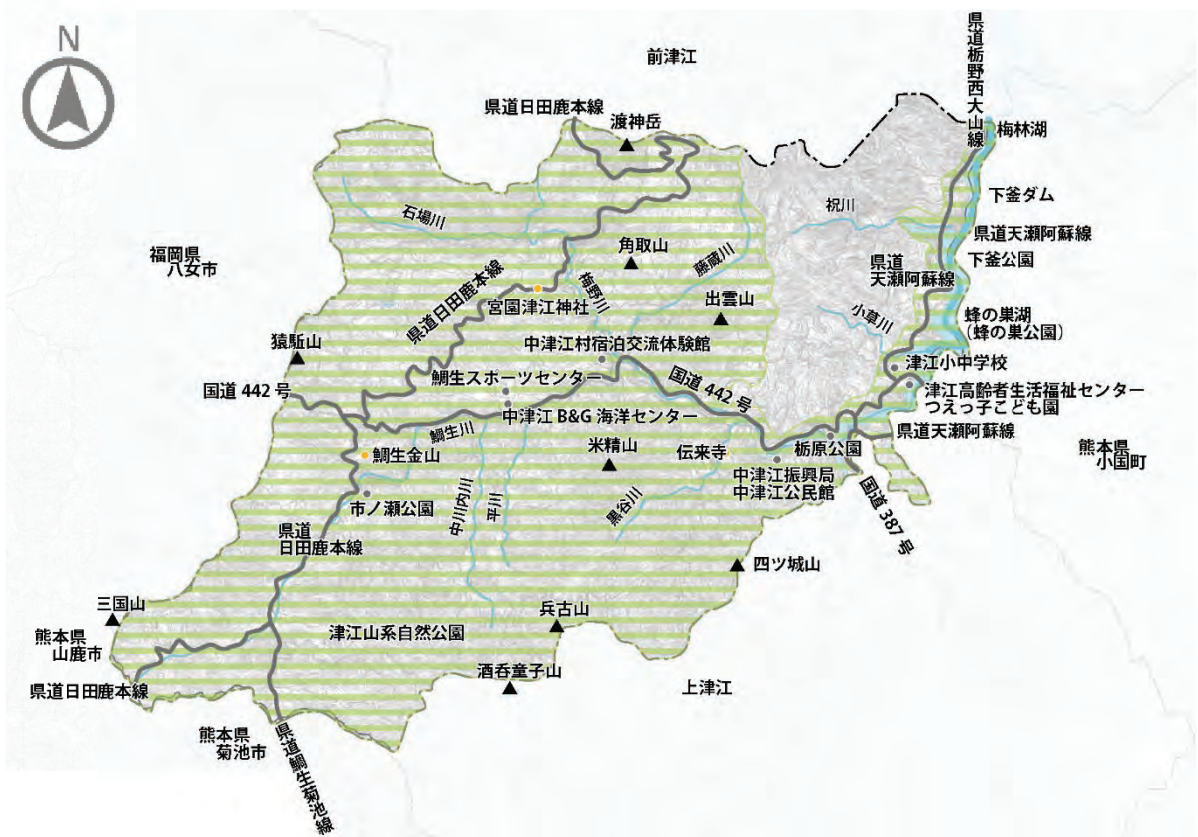 N
前津江
県道栃野西大山線
県道日田鹿本線
渡神岳
梅林湖
下釜ダム
石場川
祝川
県道天瀬阿蘇線
福岡県
八女市
角取山
藤蔵川
県道
天瀬阿蘇線
下釜公園
県道日田鹿本線
梅野川
宮園津江神社
出雲山
小草川
蜂の巣湖
(蜂の巣公園)
猿駈山
中津江村宿泊交流体験館
津江小中学校
国道 442 号
鯛生スポーツセンター
国道 442 号
津江高齢者生活福祉センター
つえっ子こども園
中津江 B&G 海洋センター
鯛生川
県道天瀬阿蘇線
栃原公園
鯛生金山
米精山
伝来寺
熊本県
小国町
中津江振興局
中津江公民館
市ノ瀬公園
中川内川
平川
黒谷川
国道 387 号
県道
日田鹿本線
四ツ城山
三国山
兵古山
熊本県
山鹿市
津江山系自然公園
酒呑童子山
上津江
県道日田鹿本線
熊本県
菊池市
県道鯛生菊池線